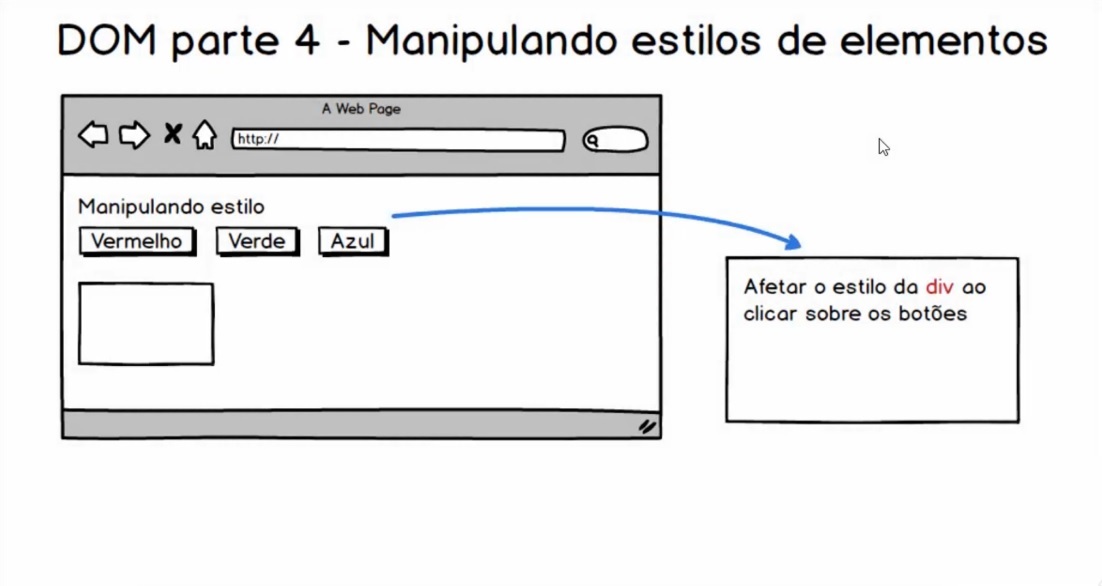 DOM parte 4 - Manipulando estilos de elementos
A Web Page
http://
Manipulando estilo
Vermelho Verde Azul
Afetar o estilo da div ao
clicar sobre os botões